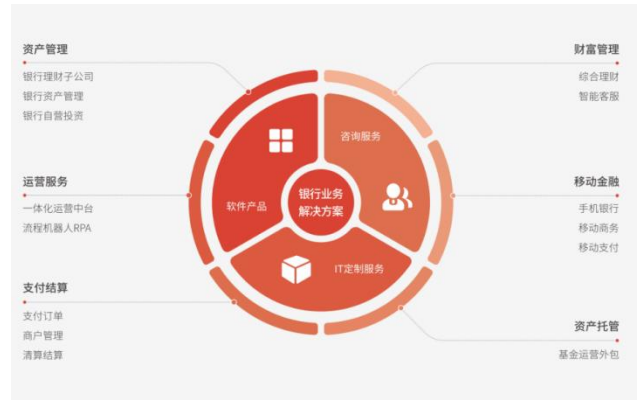 资产管理
银行理财子公司
银行资产管理
银行自营投资
运营服务
一体化运营中台
流程机器人RPA
支付结算
支付订单
商户管理
清算结算
咨询服务
软件产品
银行业务
解决方案
IT定制服务
财富管理
综合理财
智能客服
移动金融
手机银行
移动商务
移动支付
资产托管
基金运营外包